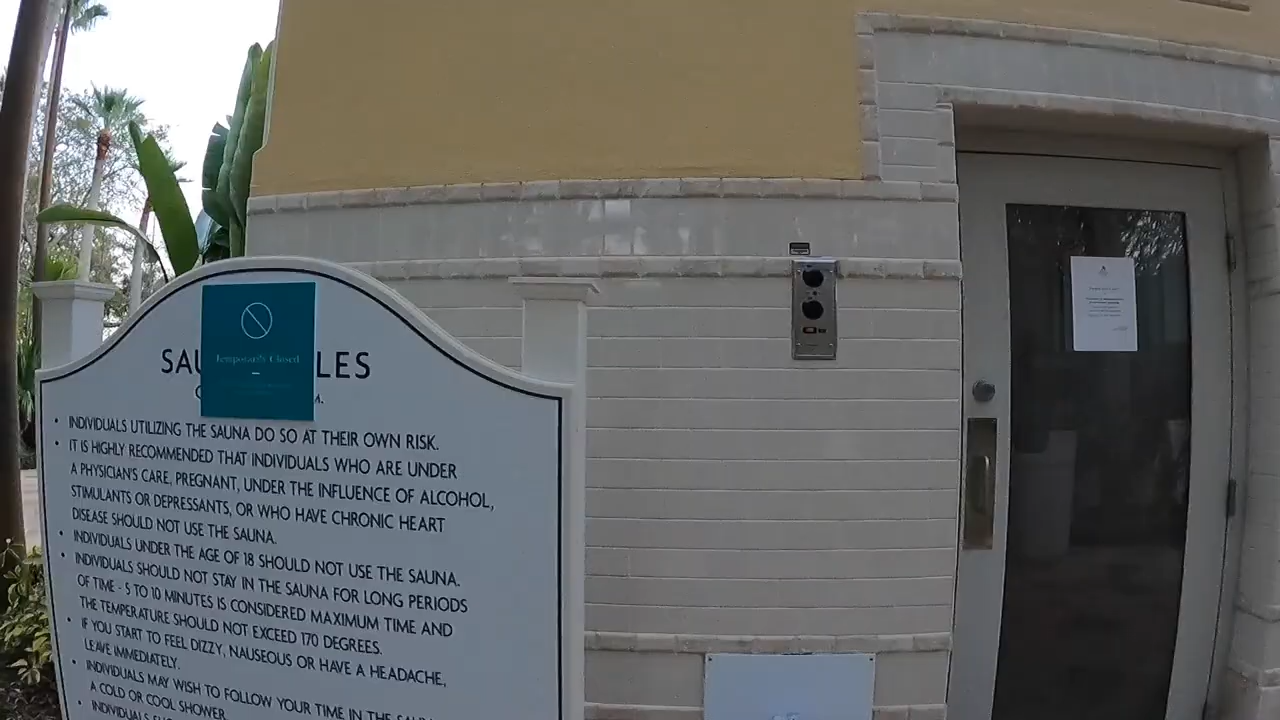 Temporarily Closed
INDIVIDUALS UTILIZING THE SAUNA DO SO AT THEIR OWN RISK.
IT IS HIGHLY RECOMMENDED THAT INDIVIDUALS WHO ARE UNDER
A PHYSICIAN'S CARE, PREGNANT, UNDER THE INFLUENCE OF ALCOHOL,
STIMULANTS OR DEPRESSANTS, OR WHO HAVE CHRONIC HEART
DISEASE SHOULD NOT USE THE SAUNA.
INDIVIDUALS UNDER THE AGE OF 18 SHOULD NOT USE THE SAUNA.
INDIVIDUALS SHOULD NOT STAY IN THE SAUNA FOR LONG PERIODS
OF TIME - 5 TO 10 MINUTES IS CONSIDERED MAXIMUM TIME AND
THE TEMPERATURE SHOULD NOT EXCEED 170 DEGREES.
IF YOU START TO FEEL DIZZY, NAUSEOUS OR HAVE A HEADACHE,
LEAVE IMMEDIATELY.
INDIVIDUALS MAY WISH TO FOLLOW YOUR TIME IN THE
A COLD OR COOL SHOWER.